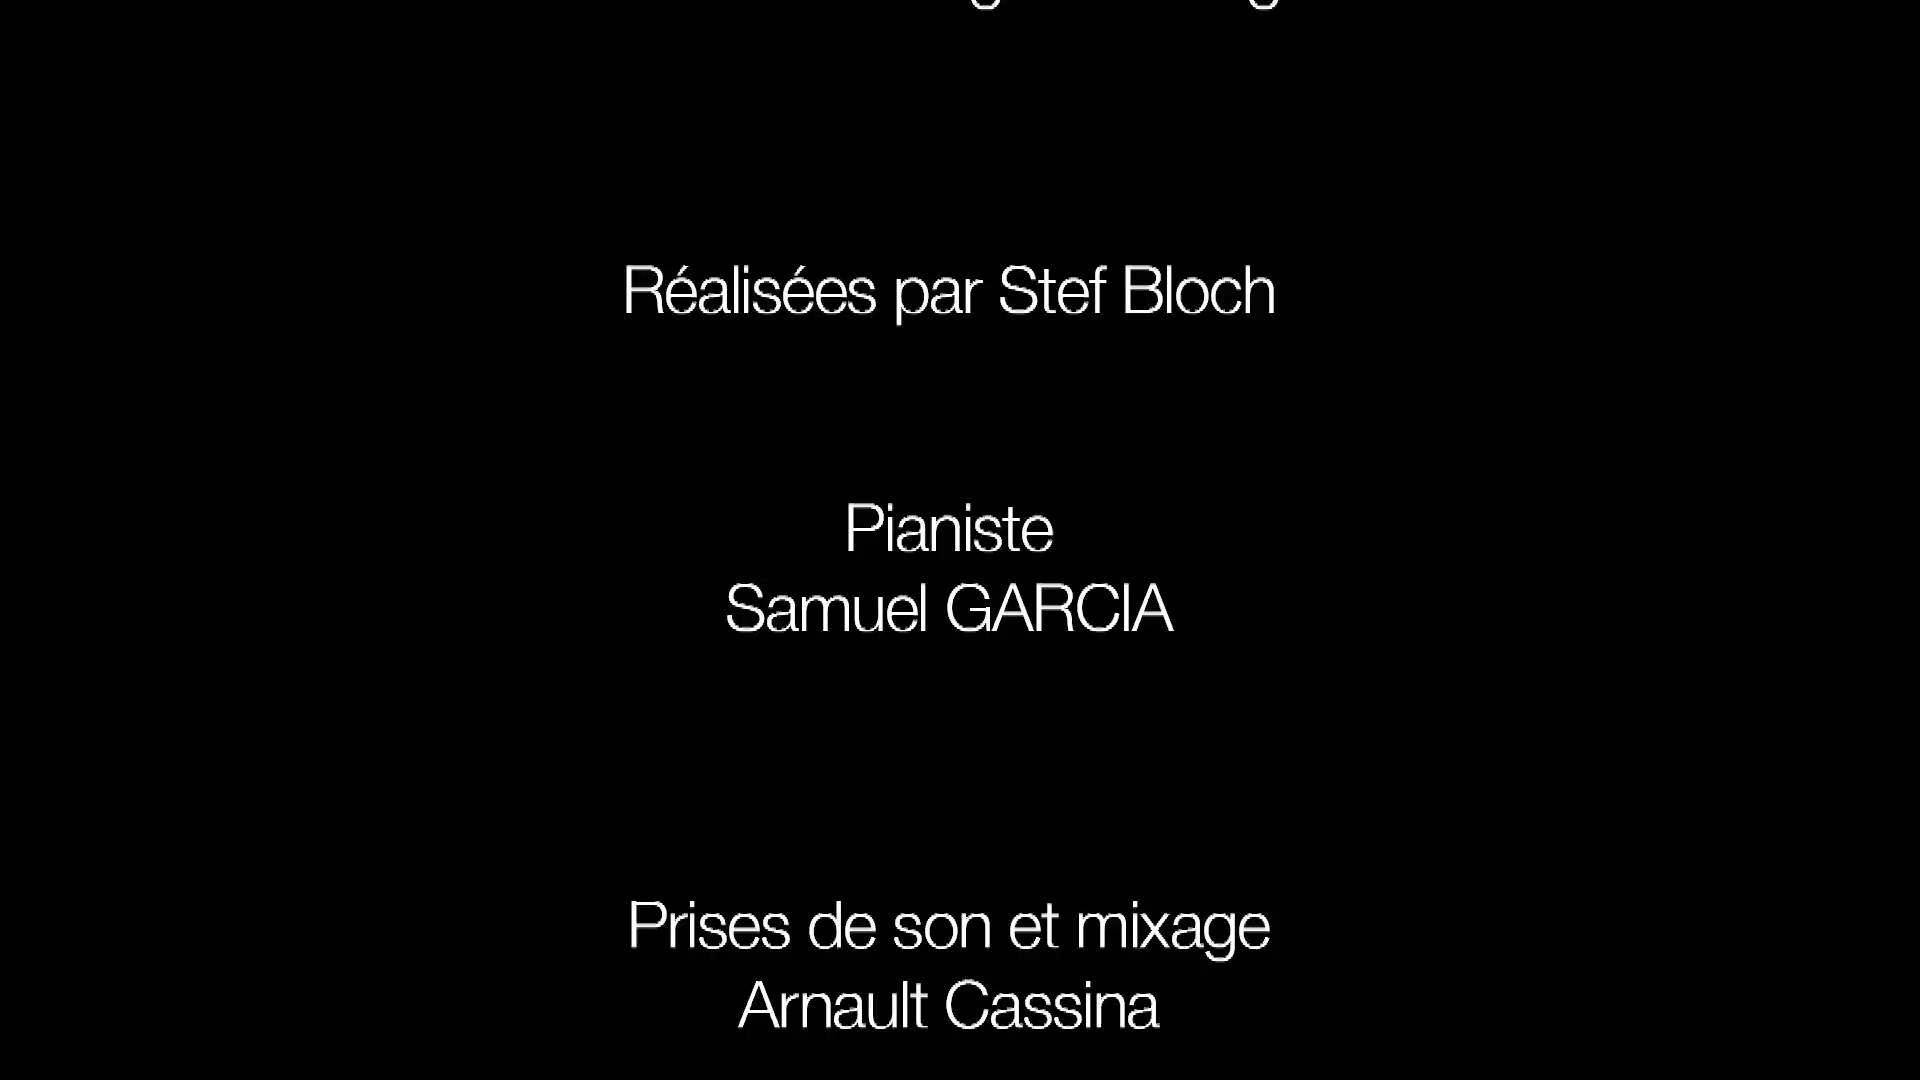 Réalisées par Stef Bloch
Pianiste
Samuel GARCIA
Prises de son et mixage
Arnault Cassina